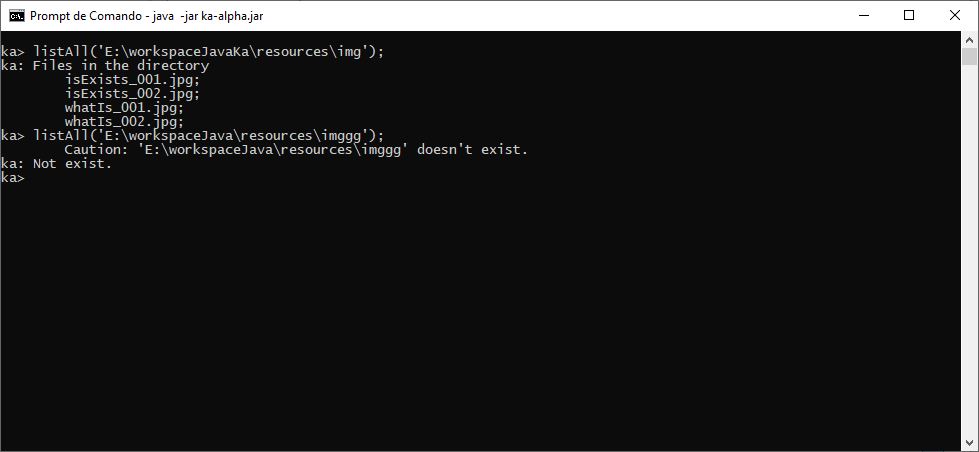 Prompt de Comando - java  -jar ka-alpha.jar
ka> listAll('E:\workspaceJavaKa\resources\img');
ka: Files in the directory
        isExists_001.jpg;
        isExists_002.jpg;
        whatIs_001.jpg;
        whatIs_002.jpg;
ka> listAll('E:\workspaceJava\resources\imggg');
        Caution: 'E:\workspaceJava\resources\imggg' doesn't exist.
ka: Not exist.
ka>